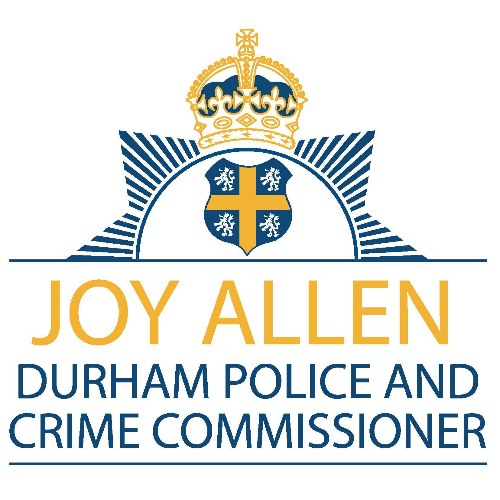 JOY ALLEN
DURHAM POLICE AND
CRIME COMMISSIONER